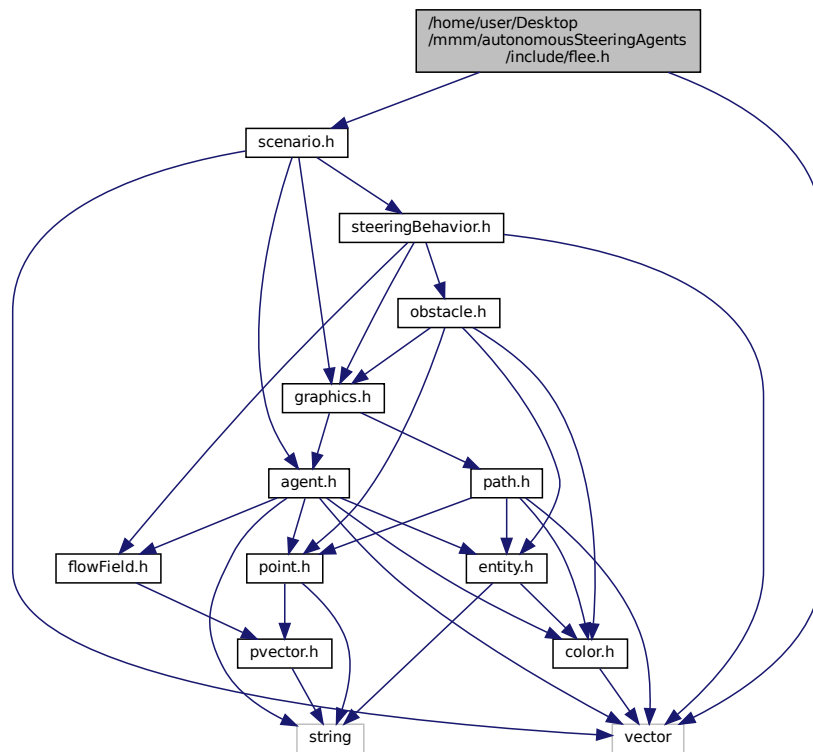 /home/user/Desktop
/mmm/autonomousSteeringAgents
/include/flee.h
scenario.h
steeringBehavior.h
obstacle.h
graphics.h
agent.h
path.h
flowField.h
point.h
entity.h
pvector.h
color.h
string
vector